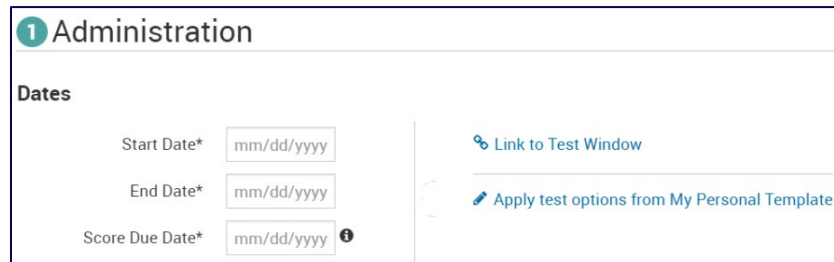 1 Administration
Dates
Start Date* mm/dd/yyyy
End Date* mm/dd/yyyy
Score Due Date* mm/dd/yyyy
Link to Test Window
Apply test options from My Personal Template